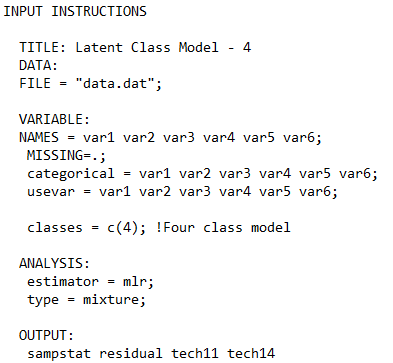 INPUT INSTRUCTIONS
TITLE: Latent Class Model - 4
DATA:
FILE = "data.dat";
VARIABLE:
NAMES = var1 var2 var3 var4 var5 var6;
MISSING=.;
categorical = var1 var2 var3 var4 var5 var6;
usevar = var1 var2 var3 var4 var5 var6;
classes = c(4); !Four class model
ANALYSIS:
estimator = mlr;
type = mixture;
OUTPUT:
sampstat residual tech11 tech14